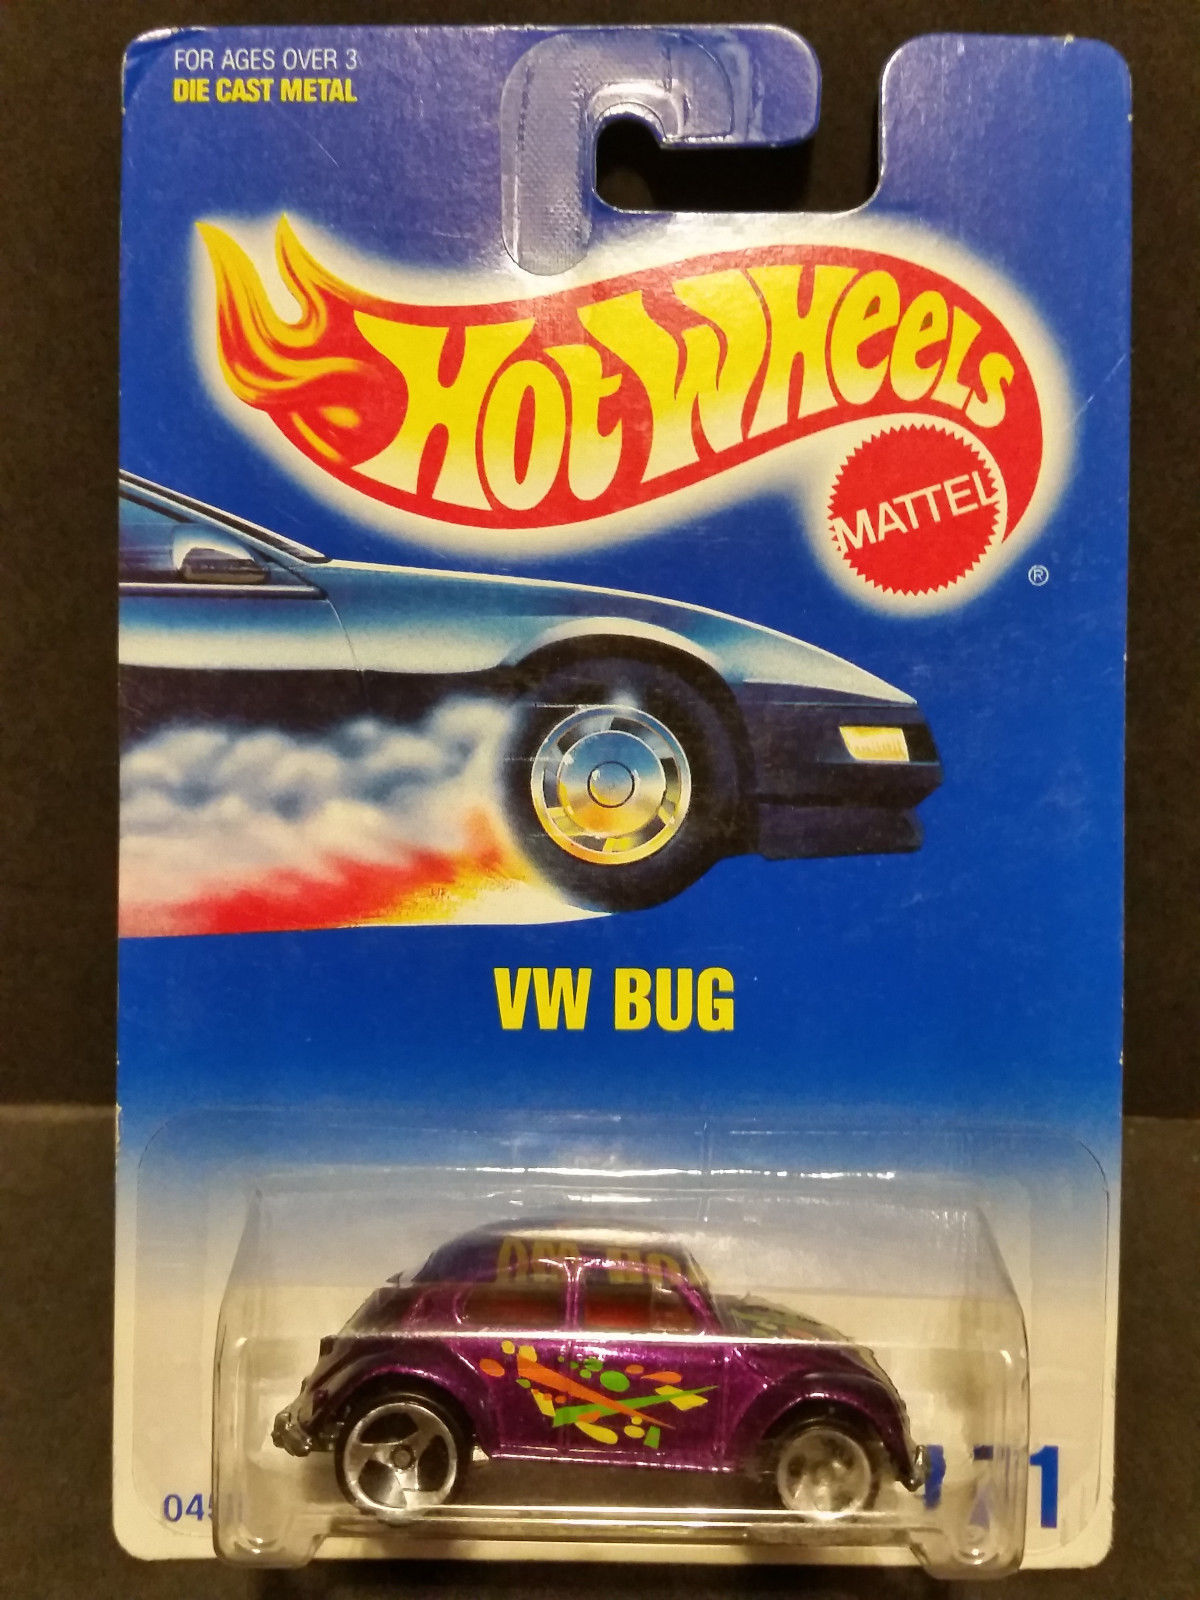 FOR AGES OVER 3
DIE CAST METAL
HOT WHEELS
MATTEL
®
VW BUG